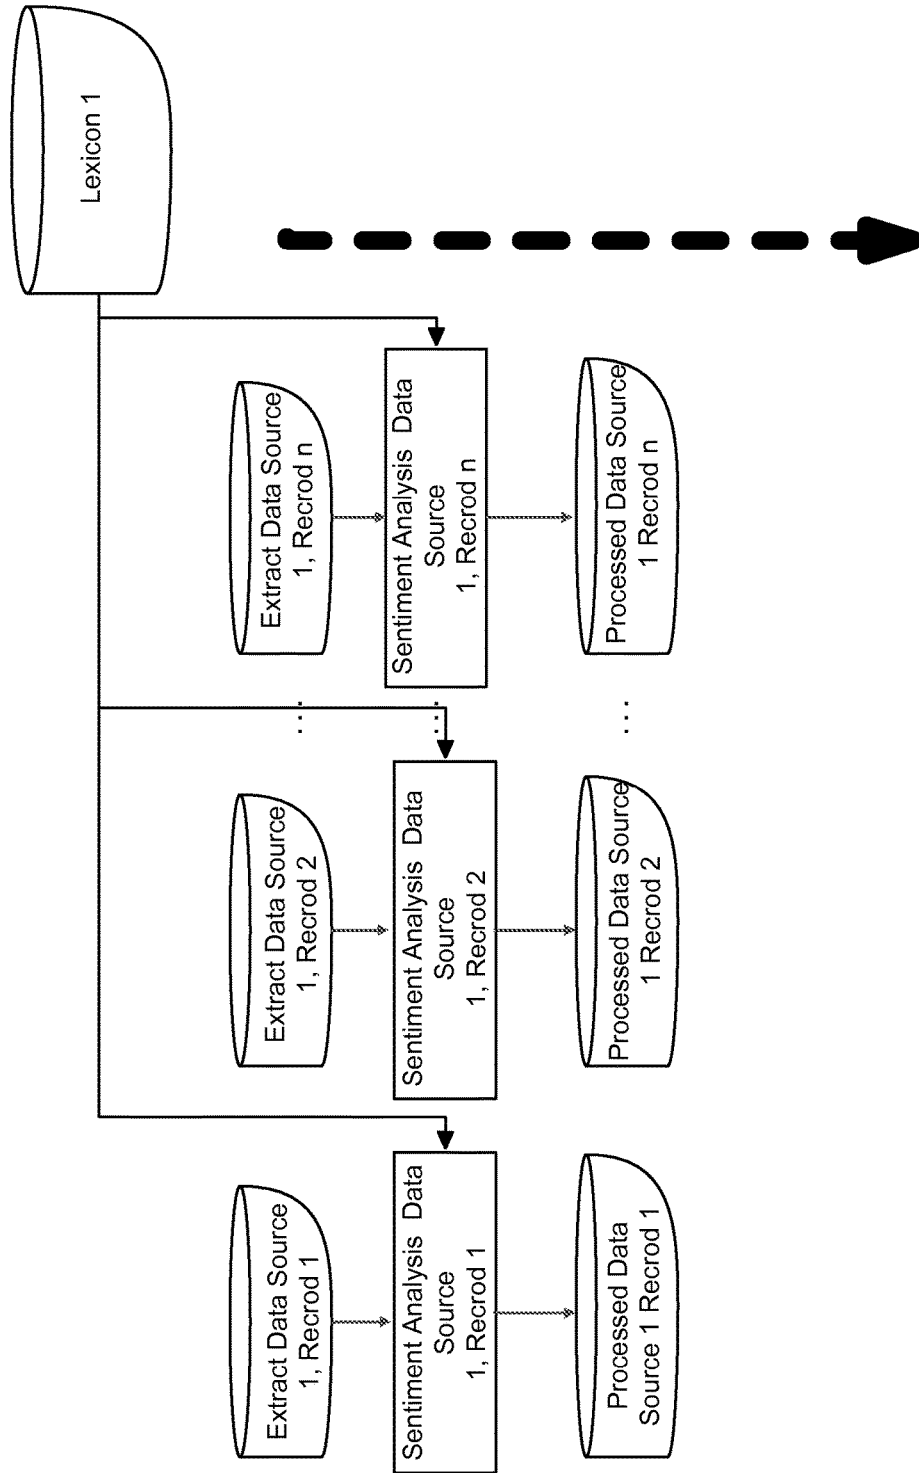 Lexicon 1
Extract Data Source
1, Recrod 1
Extract Data Source
1, Recrod 2
. . .
Extract Data Source
1, Recrod n
Sentiment Analysis Data
Source
1, Recrod 1
Sentiment Analysis Data
Source
1, Recrod 2
. . .
Sentiment Analysis Data
Source
1, Recrod n
Processed Data
Source 1 Recrod 1
Processed Data Source
1 Recrod 2
. . .
Processed Data Source
1 Recrod n